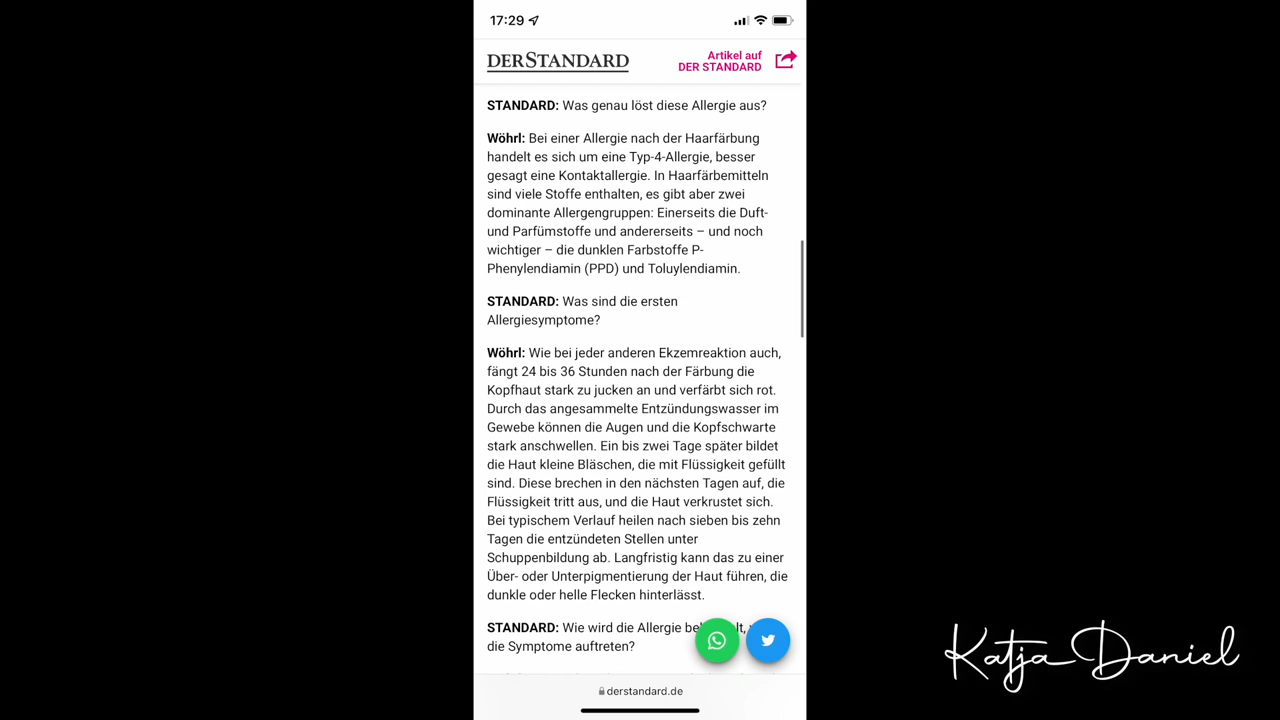 17:29
DERSTANDARD
Artikel auf
DER STANDARD
STANDARD: Was genau löst diese Allergie aus?
Wöhrl: Bei einer Allergie nach der Haarfärbung
handelt es sich um eine Typ-4-Allergie, besser
gesagt eine Kontaktallergie. In Haarfärbemitteln
sind viele Stoffe enthalten, es gibt aber zwei
dominante Allergengruppen: Einerseits die Duft-
und Parfümstoffe und andererseits – und noch
wichtiger – die dunklen Farbstoffe P-
Phenylendiamin (PPD) und Toluylendiamin.
STANDARD: Was sind die ersten
Allergiesymptome?
Wöhrl: Wie bei jeder anderen Ekzemreaktion auch,
fängt 24 bis 36 Stunden nach der Färbung die
Kopfhaut stark zu jucken an und verfärbt sich rot.
Durch das angesammelte Entzündungswasser im
Gewebe können die Augen und die Kopfschwarte
stark anschwellen. Ein bis zwei Tage später bildet
die Haut kleine Bläschen, die mit Flüssigkeit gefüllt
sind. Diese brechen in den nächsten Tagen auf, die
Flüssigkeit tritt aus, und die Haut verkrustet sich.
Bei typischem Verlauf heilen nach sieben bis zehn
Tagen die entzündeten Stellen unter
Schuppenbildung ab. Langfristig kann das zu einer
Über- oder Unterpigmentierung der Haut führen, die
dunkle oder helle Flecken hinterlässt.
STANDARD: Wie wird die Allergie
die Symptome auftreten?
derstandard.de
Katja Daniel